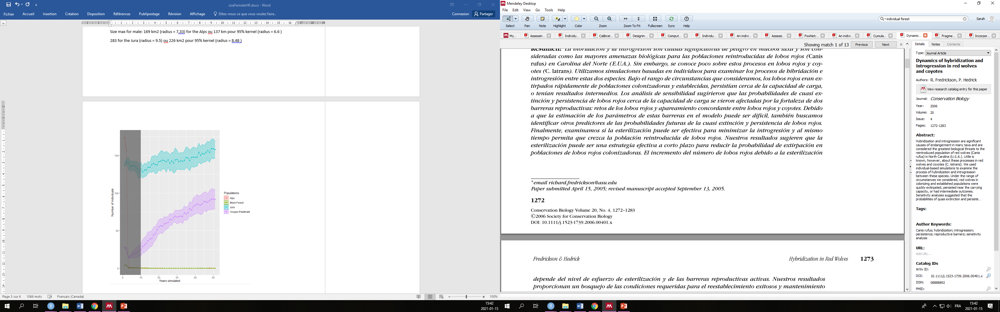 sizeFemaleHR.docx - Word
Fichier Accueil Insertion Création Disposition Références Publipostage Révision Affichage Dites-nous ce que vous voulez faire.. Connexion Partager
Size max for male: 169 km2 (radius = 7,33) for the Alps ou 137 km pour 95% kernel (radius = 6.6 )
283 for the Jura (radius = 9.5) ou 226 km2 pour 95% kernel (radius = 8.48 )
Number of individuals
150
100
50
0
0 10 20 30 40 50
Years simulated
Populations
Alps
Black Forest
Jura
Vosges-Palatinate
Page 5 sur 6 1066 mots Français (Canada) 100%
15:42
2021-01-15
Mendeley Desktop
File Edit View Go Tools Help
Select Pan Note Highlight Color Zoom Zoom To Fit Fullscreen Sync Help
individual forest
Sarah
My... Assessin... Individu... Calibrat... Designin... Comput... Individu... An indivi... Assessi... FoxNet:... An indivi... Cumula... Dynamic... Fragme... Incorpor...
Showing match 1 of 13 Previous Next
Resumen: La hibridación y la introgresión son causas significativas de peligro en muchos taxa y son con-
sideradas como las mayores amenazas biológicas para las poblaciones reintroducidas de lobos rojos (Canis
rufus) en Carolina del Norte (E.U.A.). Sin embargo, se conoce poco sobre estos procesos en lobos rojos y coy-
otes (C. latrans). Utilizamos simulaciones basadas en individuos para examinar los procesos de hibridación e
introgresión entre estas dos especies. Bajo el rango de circunstancias que consideramos, los lobos rojos eran ex-
tirpados rápidamente de poblaciones colonizadoras y establecidas, persistían cerca de la capacidad de carga,
o tenían resultados intermedios. Los análisis de sensibilidad sugirieron que las probabilidades de cuasi ex-
tinción y persistencia de lobos rojos cerca de la capacidad de carga se vieron afectadas por la fortaleza de dos
barreras reproductivas: retos de los lobos rojos y apareamiento concordante entre lobos rojos y coyotes. Debido
a que la estimación de los parámetros de estas barreras en el modelo puede ser difícil, también buscamos
identificar otros predictores de las probabilidades futuras de la cuasi extinción y persistencia de lobos rojos.
Finalmente, examinamos si la esterilización puede ser efectiva para minimizar la introgresión y al mismo
tiempo permita que crezca la población reintroducida de lobos rojos. Nuestros resultados sugieren que la
esterilización puede ser una estrategia efectiva a corto plazo para reducir la probabilidad de extirpación en
poblaciones de lobos rojos colonizadoras. El incremento del número de lobos rojos debido a la esterilización
*email richard.fredrickson@asu.edu
Paper submitted April 15, 2005; revised manuscript accepted September 13, 2005.
1272
Conservation Biology Volume 20, No. 4, 1272–1283
©2006 Society for Conservation Biology
DOI: 10.1111/j.1523-1739.2006.00401.x
Fredrickson & Hedrick Hybridization in Red Wolves 1273
depende del nivel de esfuerzo de esterilización y de las barreras reproductivas activas. Nuestros resultados
proporcionan un bosquejo de las condiciones requeridas para el reestablecimiento exitosos y mantenimiento
Details Notes Contents
Type: Journal Article
Dynamics of hybridization and
introgression in red wolves
and coyotes
Authors: R. Fredrickson, P. Hedrick
View research catalog entry for this paper
Journal: Conservation Biology
Year: 2006
Volume: 20
Issue: 4
Pages: 1272-1283
Abstract:
Hybridization and introgression are significant
causes of endangerment in many taxa and are
considered the greatest biological threats to the
reintroduced population of red wolves (Canis
rufus) in North Carolina (U.S.A.). Little is
known, however, about these processes in red
wolves and coyotes (C. latrans). We used
individual-based simulations to examine the
process of hybridization and introgression
between these species. Under the range of
circumstances we considered, red wolves in
colonizing and established populations were
quickly extirpated, persisted near the carrying
capacity, or had intermediate outcomes.
Sensitivity analyses suggested that the
probabilities of quasi extinction and persiste...
Tags:
Author Keywords:
Canis rufus; hybridization; introgression;
persistence; reproductive barriers; sensitivity
analysis
URL:
Add URL...
Catalog IDs
ArXiv ID:
DOI: 10.1111/j.1523-1739.2006.00401.x
ISSN: 08888892
PMID:
FRA
15:42
2021-01-15